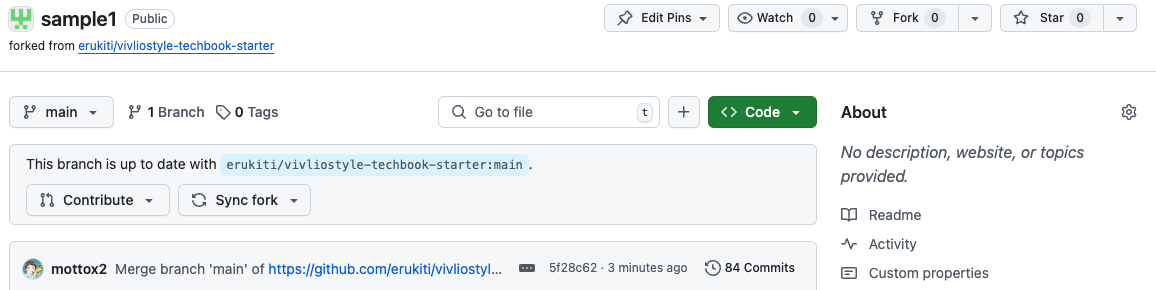 sample1 Public Edit Pins Watch 0 Fork 0 Star 0
forked from erukiti/vivliostyle-techbook-starter
main 1 Branch 0 Tags Go to file t Code
This branch is up to date with erukiti/vivliostyle-techbook-starter:main.
Contribute Sync fork
mottox2 Merge branch 'main' of https://github.com/erukiti/vivliostyl... 5f28c62 · 3 minutes ago 84 Commits
About
No description, website, or topics
provided.
Readme
Activity
Custom properties